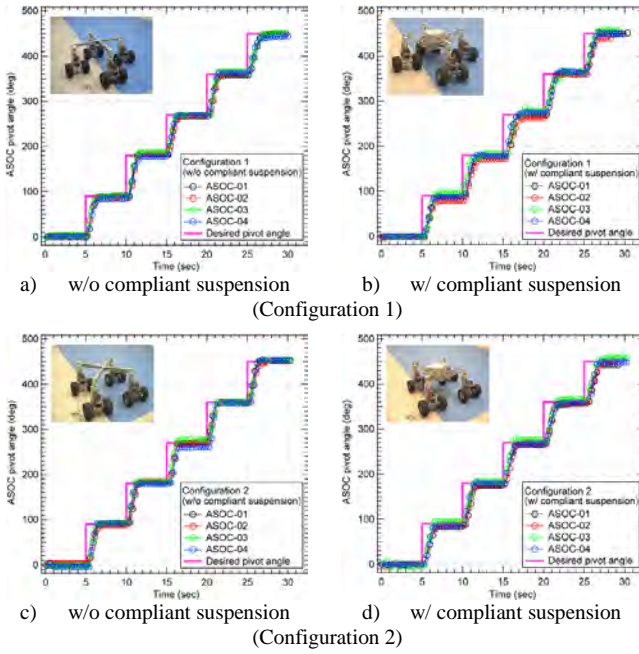 450
400
300
200
100
0
ASOC pivot angle (deg)
Configuration 1
(w/o compliant suspension)
ASOC-01
ASOC-02
ASOC-03
ASOC-04
Desired pivot angle
0 5 10 15 20 25 30
Time (sec)
400
300
200
100
0
ASOC pivot angle (deg)
Configuration 1
(w/ compliant suspension)
ASOC-01
ASOC-02
ASOC-03
ASOC-04
Desired pivot angle
0 5 10 15 20 25 30
Time (sec)
a) w/o compliant suspension
b) w/ compliant suspension
(Configuration 1)
500
400
300
200
100
0
ASOC pivot angle (deg)
Configuration 2
(w/o compliant suspension)
ASOC-01
ASOC-02
ASOC-03
ASOC-04
Desired pivot angle
0 5 10 15 20 25 30
Time (sec)
500
400
300
200
100
0
ASOC pivot angle (deg)
Configuration 2
(w/ compliant suspension)
ASOC-01
ASOC-02
ASOC-03
ASOC-04
Desired pivot angle
0 5 10 15 20 25 30
Time (sec)
c) w/o compliant suspension
d) w/ compliant suspension
(Configuration 2)